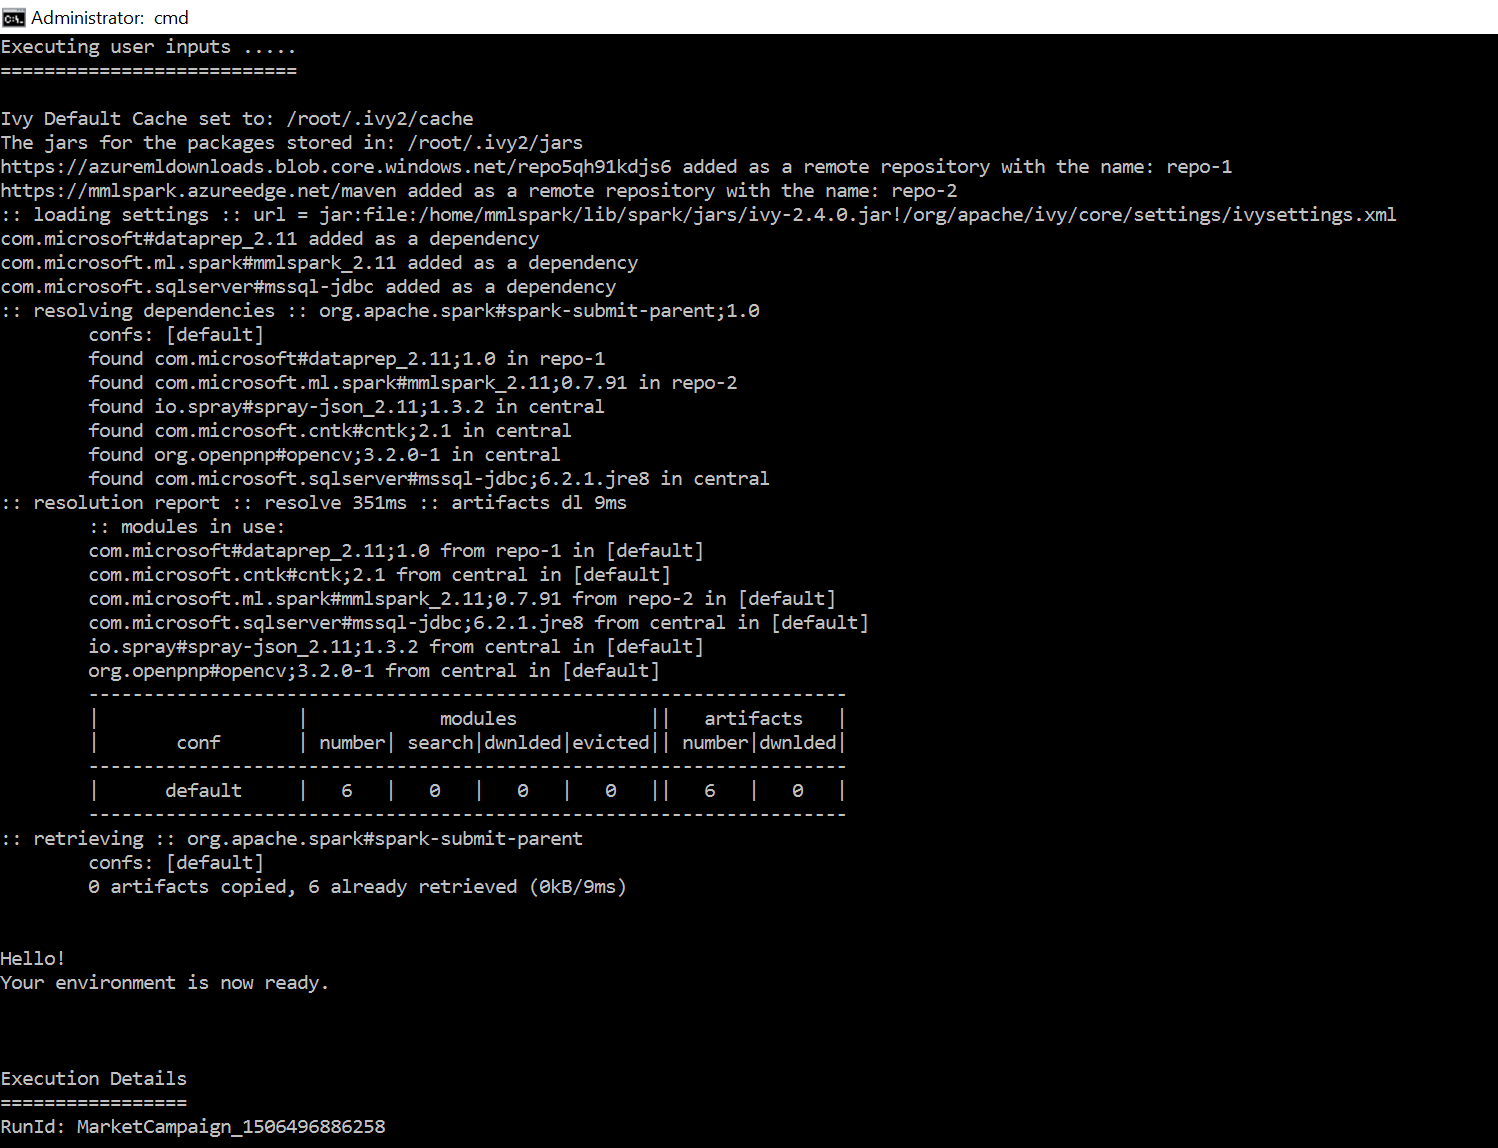 Administrator:  cmd
Executing user inputs .....
===========================
Ivy Default Cache set to: /root/.ivy2/cache
The jars for the packages stored in: /root/.ivy2/jars
https://azuremldownloads.blob.core.windows.net/repo5qh91kdjs6 added as a remote repository with the name: repo-1
https://mmlspark.azureedge.net/maven added as a remote repository with the name: repo-2
:: loading settings :: url = jar:file:/home/mmlspark/lib/spark/jars/ivy-2.4.0.jar!/org/apache/ivy/core/settings/ivysettings.xml
com.microsoft#dataprep_2.11 added as a dependency
com.microsoft.ml.spark#mmlspark_2.11 added as a dependency
com.microsoft.sqlserver#mssql-jdbc added as a dependency
:: resolving dependencies :: org.apache.spark#spark-submit-parent;1.0
        confs: [default]
        found com.microsoft#dataprep_2.11;1.0 in repo-1
        found com.microsoft.ml.spark#mmlspark_2.11;0.7.91 in repo-2
        found io.spray#spray-json_2.11;1.3.2 in central
        found com.microsoft.cntk#cntk;2.1 in central
        found org.openpnp#opencv;3.2.0-1 in central
        found com.microsoft.sqlserver#mssql-jdbc;6.2.1.jre8 in central
:: resolution report :: resolve 351ms :: artifacts dl 9ms
        :: modules in use:
        com.microsoft#dataprep_2.11;1.0 from repo-1 in [default]
        com.microsoft.cntk#cntk;2.1 from central in [default]
        com.microsoft.ml.spark#mmlspark_2.11;0.7.91 from repo-2 in [default]
        com.microsoft.sqlserver#mssql-jdbc;6.2.1.jre8 from central in [default]
        io.spray#spray-json_2.11;1.3.2 from central in [default]
        org.openpnp#opencv;3.2.0-1 from central in [default]
        ---------------------------------------------------------------------
        |                  |            modules            ||   artifacts   |
        |       conf       | number| search|dwnlded|evicted|| number|dwnlded|
        ---------------------------------------------------------------------
        |      default     |   6   |   0   |   0   |   0   ||   6   |   0   |
        ---------------------------------------------------------------------
:: retrieving :: org.apache.spark#spark-submit-parent
        confs: [default]
        0 artifacts copied, 6 already retrieved (0kB/9ms)
Hello!
Your environment is now ready.
Execution Details
=================
RunId: MarketCampaign_1506496886258